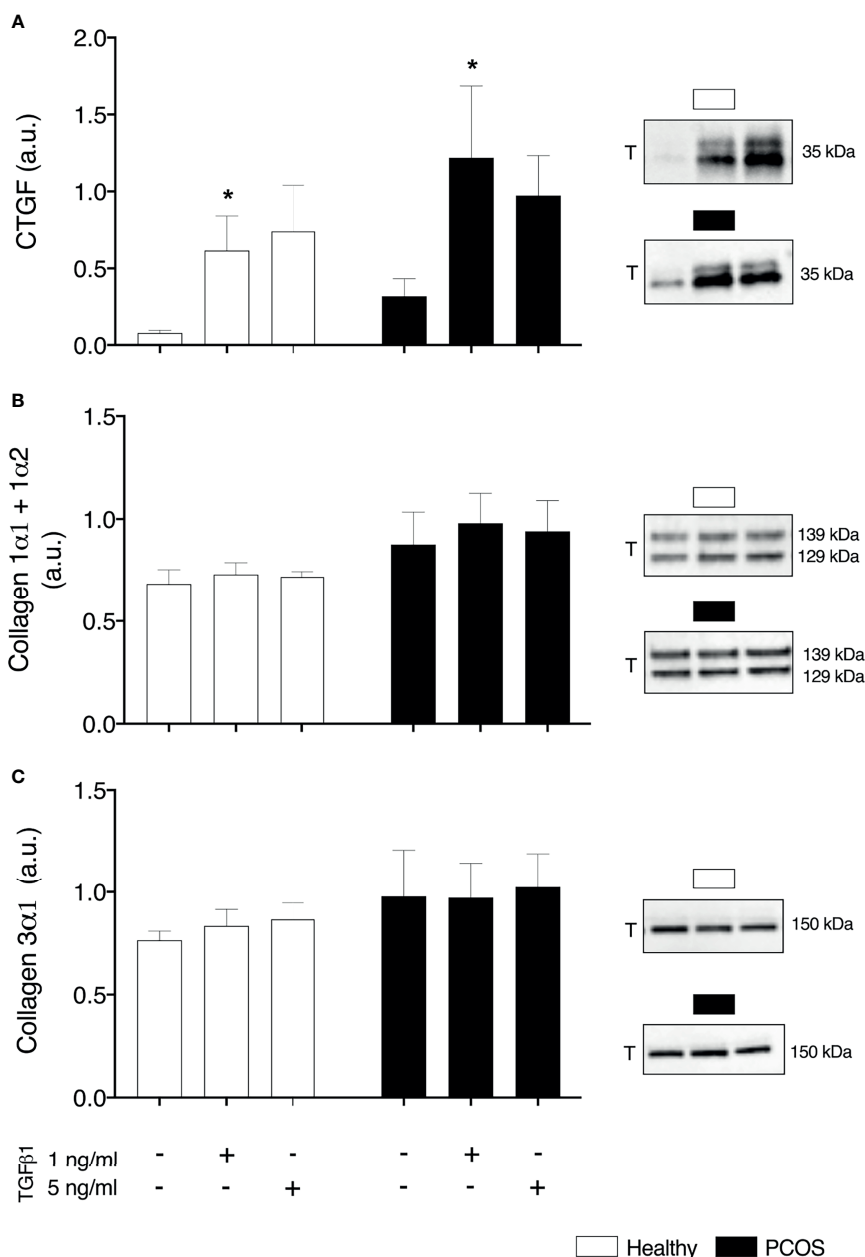 A
CTGF (a.u.)
2.0
1.5
1.0
0.5
0.0
*
*
T
35 kDa
T
35 kDa
B
Collagen 1α1 + 1α2
(a.u.)
1.5
1.0
0.5
0.0
T
139 kDa
129 kDa
T
139 kDa
129 kDa
C
Collagen 3α1 (a.u.)
1.5
1.0
0.5
0.0
T
150 kDa
T
150 kDa
TGFβ1
1 ng/ml - + - - + -
5 ng/ml - - + - - +
Healthy PCOS